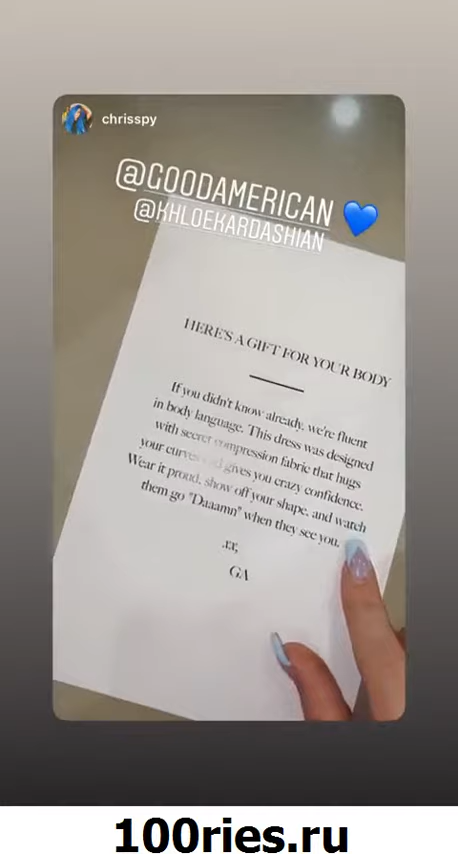 chrisspy
@GOODAMERICAN 💙
@KHLOEKARDASHIAN
HERE'S A GIFT FOR YOUR BODY
If you didn't know already, we're fluent
in body language. This dress was designed
with secret compression fabric that hugs
your curves and gives you crazy confidence.
Wear it proud, show off your shape, and watch
them go "Daaamn" when they see you.
xx,
GA
100ries.ru